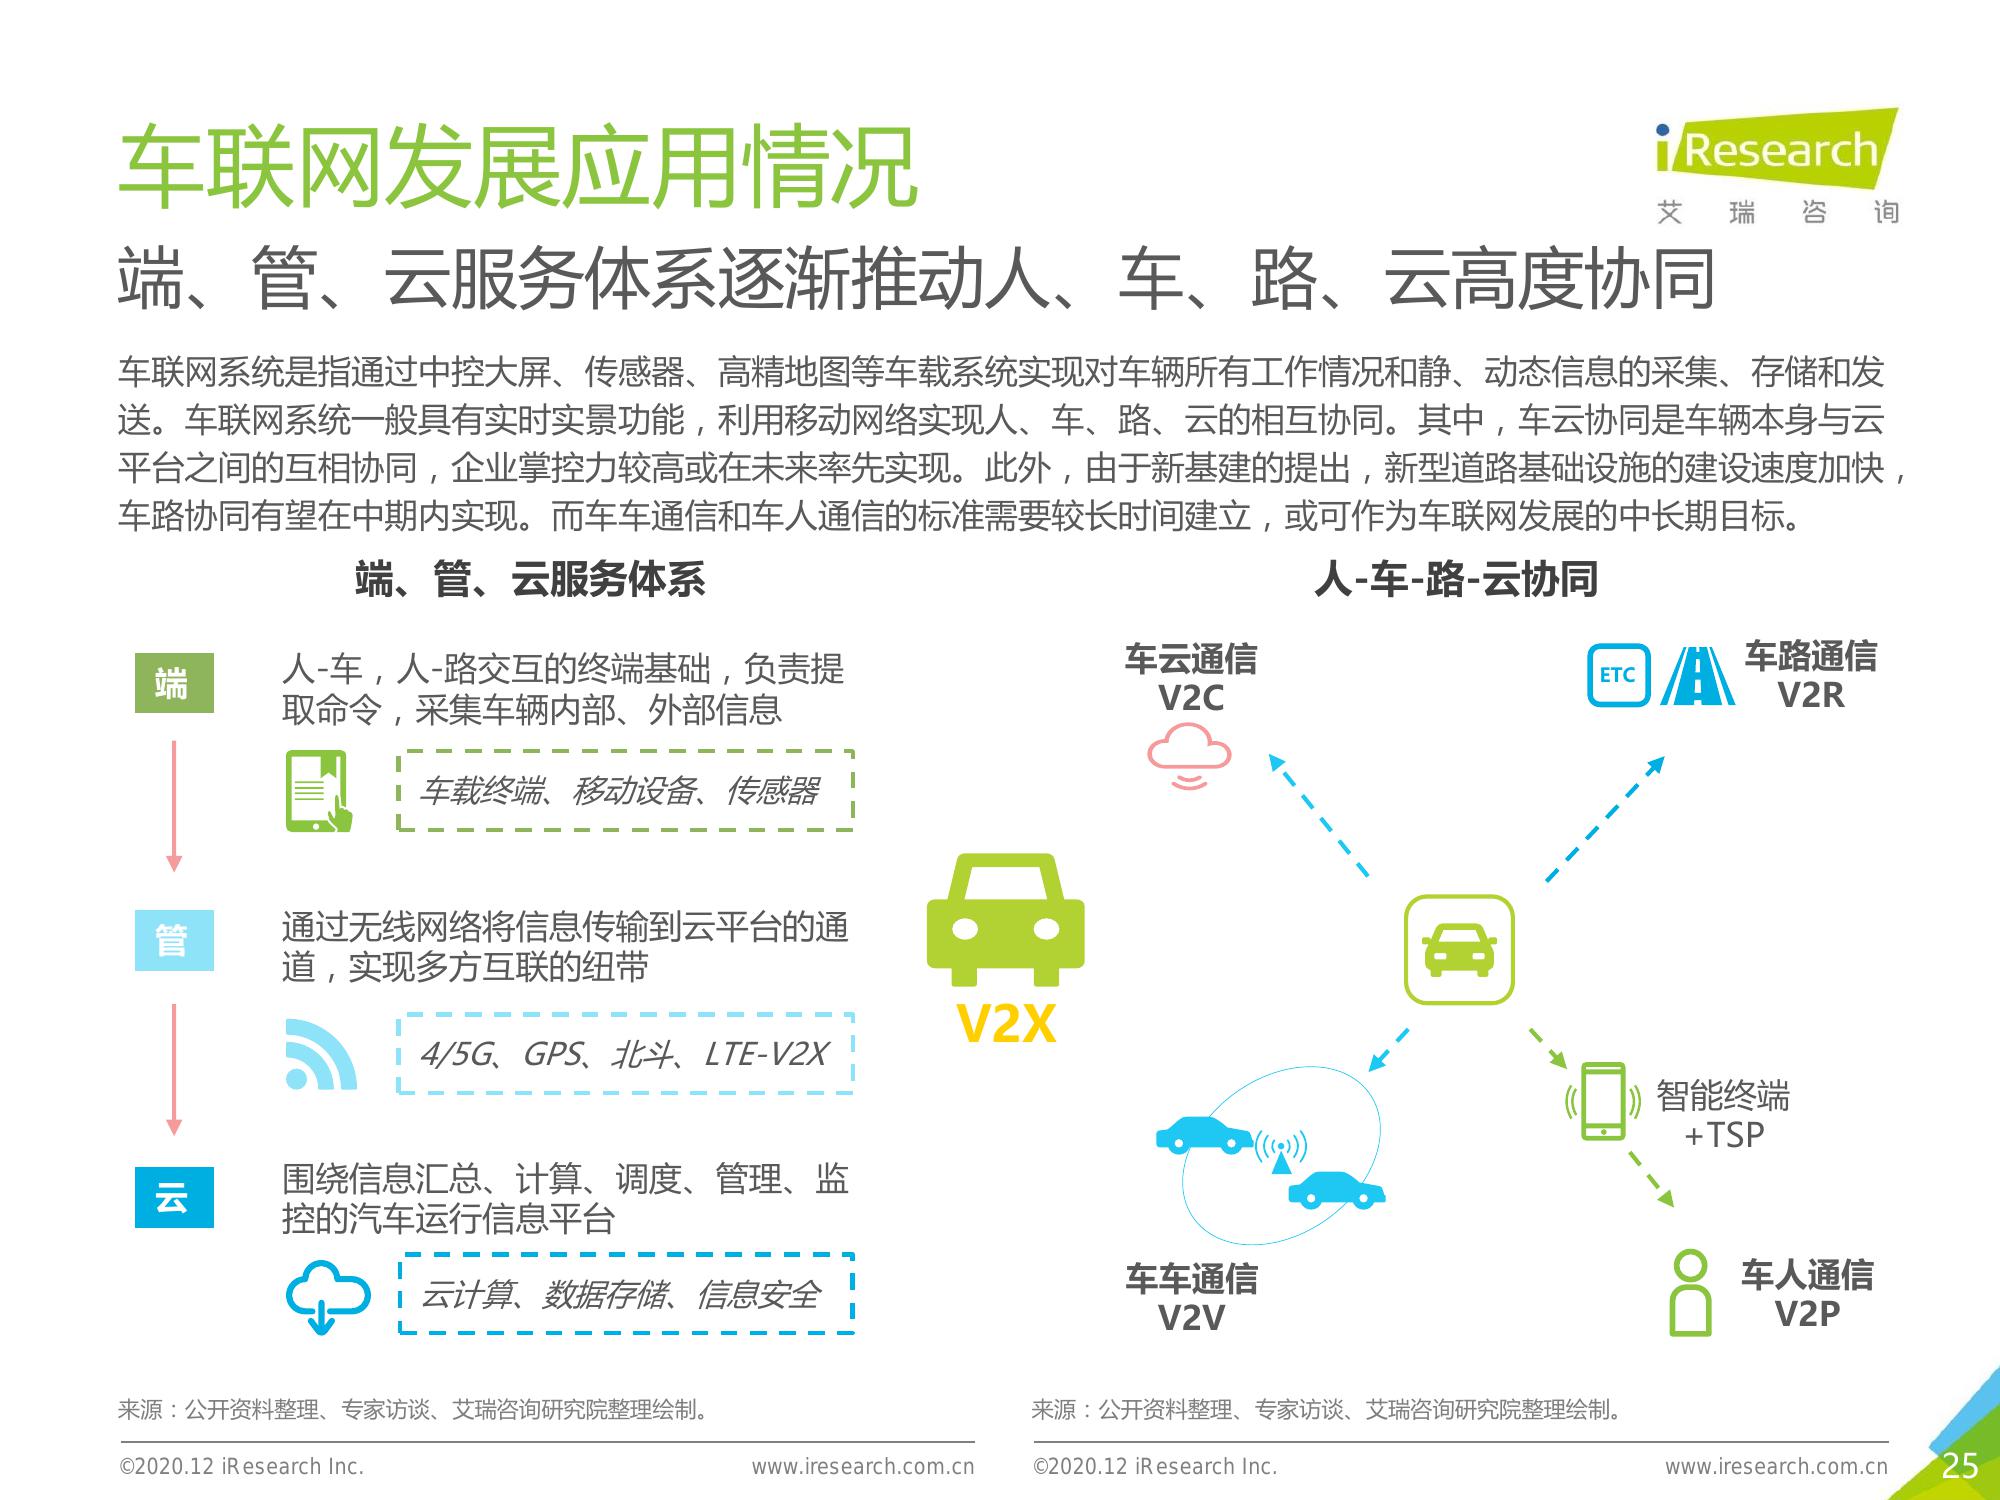 车联网发展应用情况
iResearch
艾瑞咨询
端、管、云服务体系逐渐推动人、车、路、云高度协同
车联网系统是指通过中控大屏、传感器、高精地图等车载系统实现对车辆所有工作情况和静、动态信息的采集、存储和发
送。车联网系统一般具有实时实景功能，利用移动网络实现人、车、路、云的相互协同。其中，车云协同是车辆本身与云
平台之间的互相协同，企业掌控力较高或在未来率先实现。此外，由于新基建的提出，新型道路基础设施的建设速度加快，
车路协同有望在中期内实现。而车车通信和车人通信的标准需要较长时间建立，或可作为车联网发展的中长期目标。
端、管、云服务体系
端
人-车，人-路交互的终端基础，负责提
取命令，采集车辆内部、外部信息
车载终端、移动设备、传感器
管
通过无线网络将信息传输到云平台的通
道，实现多方互联的纽带
4/5G、GPS、北斗、LTE-V2X
云
围绕信息汇总、计算、调度、管理、监
控的汽车运行信息平台
云计算、数据存储、信息安全
V2X
人-车-路-云协同
车云通信
V2C
ETC
车路通信
V2R
智能终端
+TSP
车车通信
V2V
车人通信
V2P
来源：公开资料整理、专家访谈、艾瑞咨询研究院整理绘制。
来源：公开资料整理、专家访谈、艾瑞咨询研究院整理绘制。
©2020.12 iResearch Inc.
www.iresearch.com.cn
©2020.12 iResearch Inc.
www.iresearch.com.cn
25